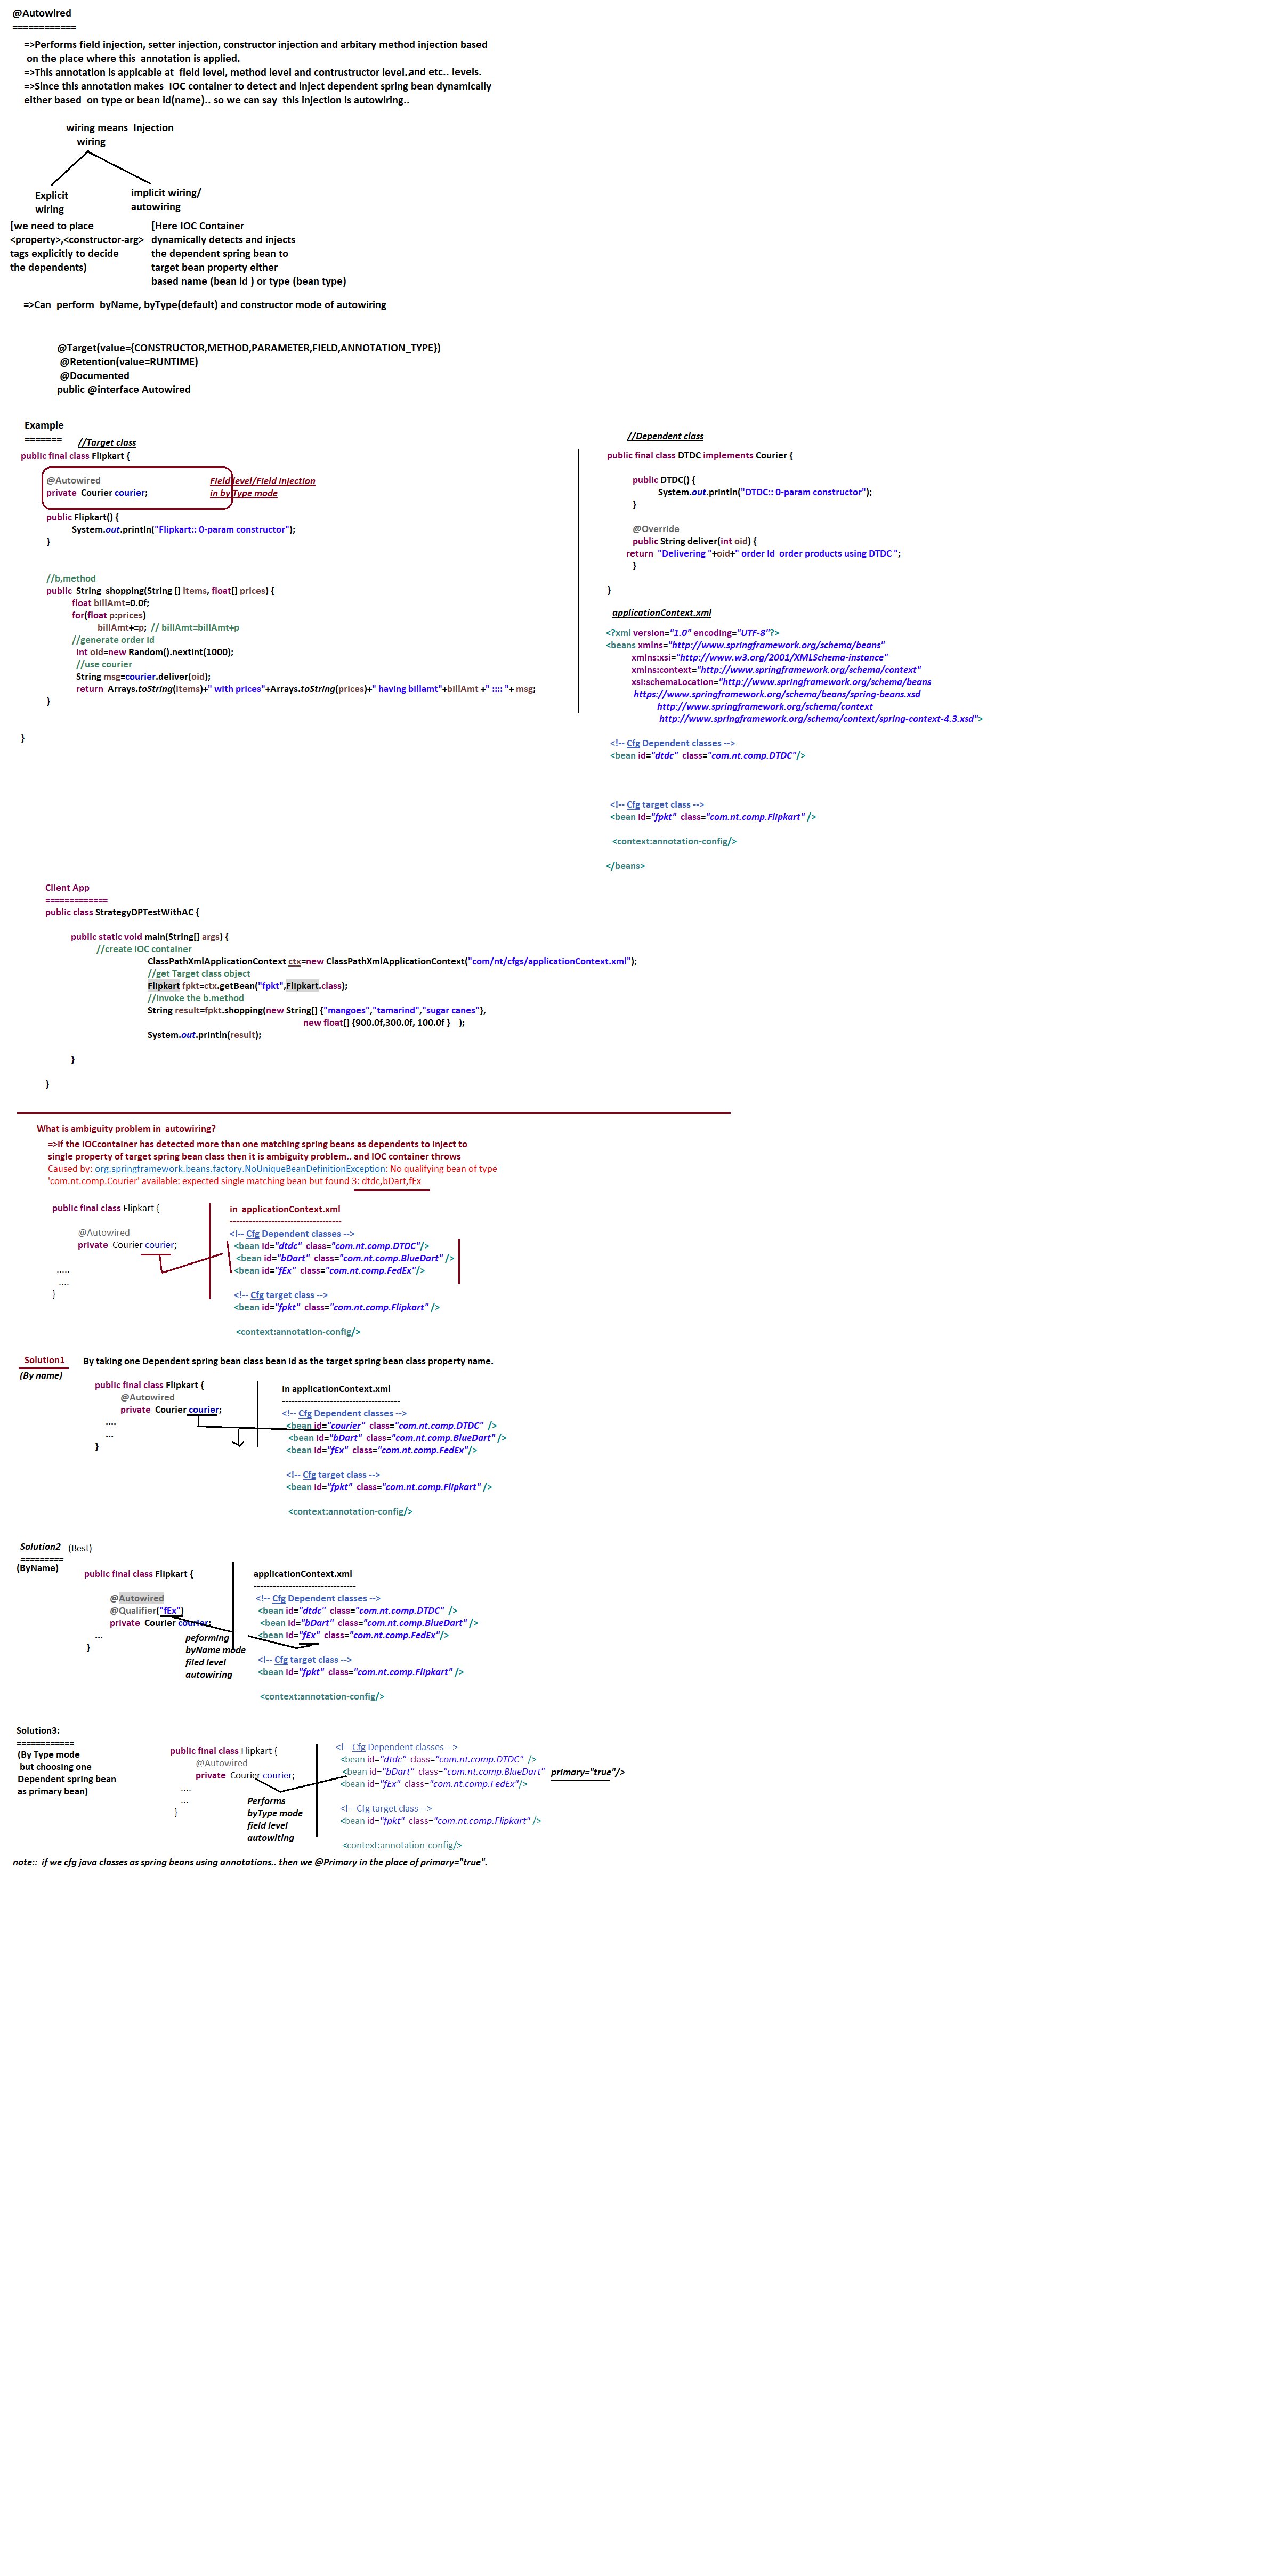 @Autowired
============
=>Performs field injection, setter injection, constructor injection and arbitary method injection based
on the place where this  annotation is applied.
=>This annotation is appicable at  field level, method level and contrustructor level..and etc.. levels.
=>Since this annotation makes  IOC container to detect and inject dependent spring bean dynamically
either based  on type or bean id(name).. so we can say  this injection is autowiring..
wiring means  Injection
wiring
Explicit
wiring
implicit wiring/
autowiring
[we need to place
<property>,<constructor-arg>
tags explicitly to decide
the dependents)
[Here IOC Container
dynamically detects and injects
the dependent spring bean to
target bean property either
based name (bean id ) or type (bean type)
=>Can  perform  byName, byType(default) and constructor mode of autowiring
@Target(value={CONSTRUCTOR,METHOD,PARAMETER,FIELD,ANNOTATION_TYPE})
@Retention(value=RUNTIME)
@Documented
public @interface Autowired
Example
=======
//Target class
public final class Flipkart {
@Autowired
private  Courier courier;
Field level/Field injection
in by Type mode
public Flipkart() {
System.out.println("Flipkart:: 0-param constructor");
}
//b,method
public  String  shopping(String [] items, float[] prices) {
float billAmt=0.0f;
for(float p:prices)
billAmt+=p;  // billAmt=billAmt+p
//generate order id
int oid=new Random().nextInt(1000);
//use courier
String msg=courier.deliver(oid);
return  Arrays.toString(items)+" with prices"+Arrays.toString(prices)+" having billamt"+billAmt +" :::: "+ msg;
}
}
//Dependent class
public final class DTDC implements Courier {
public DTDC() {
System.out.println("DTDC:: 0-param constructor");
}
@Override
public String deliver(int oid) {
return  "Delivering "+oid+" order Id  order products using DTDC ";
}
}
applicationContext.xml
<?xml version="1.0" encoding="UTF-8"?>
<beans xmlns="http://www.springframework.org/schema/beans"
xmlns:xsi="http://www.w3.org/2001/XMLSchema-instance"
xmlns:context="http://www.springframework.org/schema/context"
xsi:schemaLocation="http://www.springframework.org/schema/beans
https://www.springframework.org/schema/beans/spring-beans.xsd
http://www.springframework.org/schema/context
http://www.springframework.org/schema/context/spring-context-4.3.xsd">
<!-- Cfg Dependent classes -->
<bean id="dtdc"  class="com.nt.comp.DTDC"/>
<!-- Cfg target class -->
<bean id="fpkt"  class="com.nt.comp.Flipkart" />
<context:annotation-config/>
</beans>
Client App
=============
public class StrategyDPTestWithAC {
public static void main(String[] args) {
//create IOC container
ClassPathXmlApplicationContext ctx=new ClassPathXmlApplicationContext("com/nt/cfgs/applicationContext.xml");
//get Target class object
Flipkart fpkt=ctx.getBean("fpkt",Flipkart.class);
//invoke the b.method
String result=fpkt.shopping(new String[] {"mangoes","tamarind","sugar canes"},
new float[] {900.0f,300.0f, 100.0f }    );
System.out.println(result);
}
}
What is ambiguity problem in  autowiring?
=>If the IOCcontainer has detected more than one matching spring beans as dependents to inject to
single property of target spring bean class then it is ambiguity problem.. and IOC container throws
Caused by: org.springframework.beans.factory.NoUniqueBeanDefinitionException: No qualifying bean of type
'com.nt.comp.Courier' available: expected single matching bean but found 3: dtdc,bDart,fEx
public final class Flipkart {
@Autowired
private  Courier courier;
.....
....
}
in  applicationContext.xml
-----------------------------------
<!-- Cfg Dependent classes -->
<bean id="dtdc"  class="com.nt.comp.DTDC"/>
<bean id="bDart"  class="com.nt.comp.BlueDart" />
<bean id="fEx"  class="com.nt.comp.FedEx"/>
<!-- Cfg target class -->
<bean id="fpkt"  class="com.nt.comp.Flipkart" />
<context:annotation-config/>
Solution1
By taking one Dependent spring bean class bean id as the target spring bean class property name.
(By name)
public final class Flipkart {
@Autowired
private  Courier courier;
....
...
}
in applicationContext.xml
-------------------------------------
<!-- Cfg Dependent classes -->
<bean id="courier"  class="com.nt.comp.DTDC"  />
<bean id="bDart"  class="com.nt.comp.BlueDart" />
<bean id="fEx"  class="com.nt.comp.FedEx"/>
<!-- Cfg target class -->
<bean id="fpkt"  class="com.nt.comp.Flipkart" />
<context:annotation-config/>
Solution2   (Best)
=========
(ByName)
public final class Flipkart {
@Autowired
@Qualifier("fEx")
private  Courier courier;
...
}
peforming
byName mode
filed level
autowiring
applicationContext.xml
--------------------------------
<!-- Cfg Dependent classes -->
<bean id="dtdc"  class="com.nt.comp.DTDC"  />
<bean id="bDart"  class="com.nt.comp.BlueDart" />
<bean id="fEx"  class="com.nt.comp.FedEx"/>
<!-- Cfg target class -->
<bean id="fpkt"  class="com.nt.comp.Flipkart" />
<context:annotation-config/>
Solution3:
============
(By Type mode
but choosing one
Dependent spring bean
as primary bean)
public final class Flipkart {
@Autowired
private  Courier courier;
....
...
}
Performs
byType mode
field level
autowiting
<!-- Cfg Dependent classes -->
<bean id="dtdc"  class="com.nt.comp.DTDC"  />
<bean id="bDart"  class="com.nt.comp.BlueDart"  primary="true"/>
<bean id="fEx"  class="com.nt.comp.FedEx"/>
<!-- Cfg target class -->
<bean id="fpkt"  class="com.nt.comp.Flipkart" />
<context:annotation-config/>
note::  if we cfg java classes as spring beans using annotations.. then we @Primary in the place of primary="true".